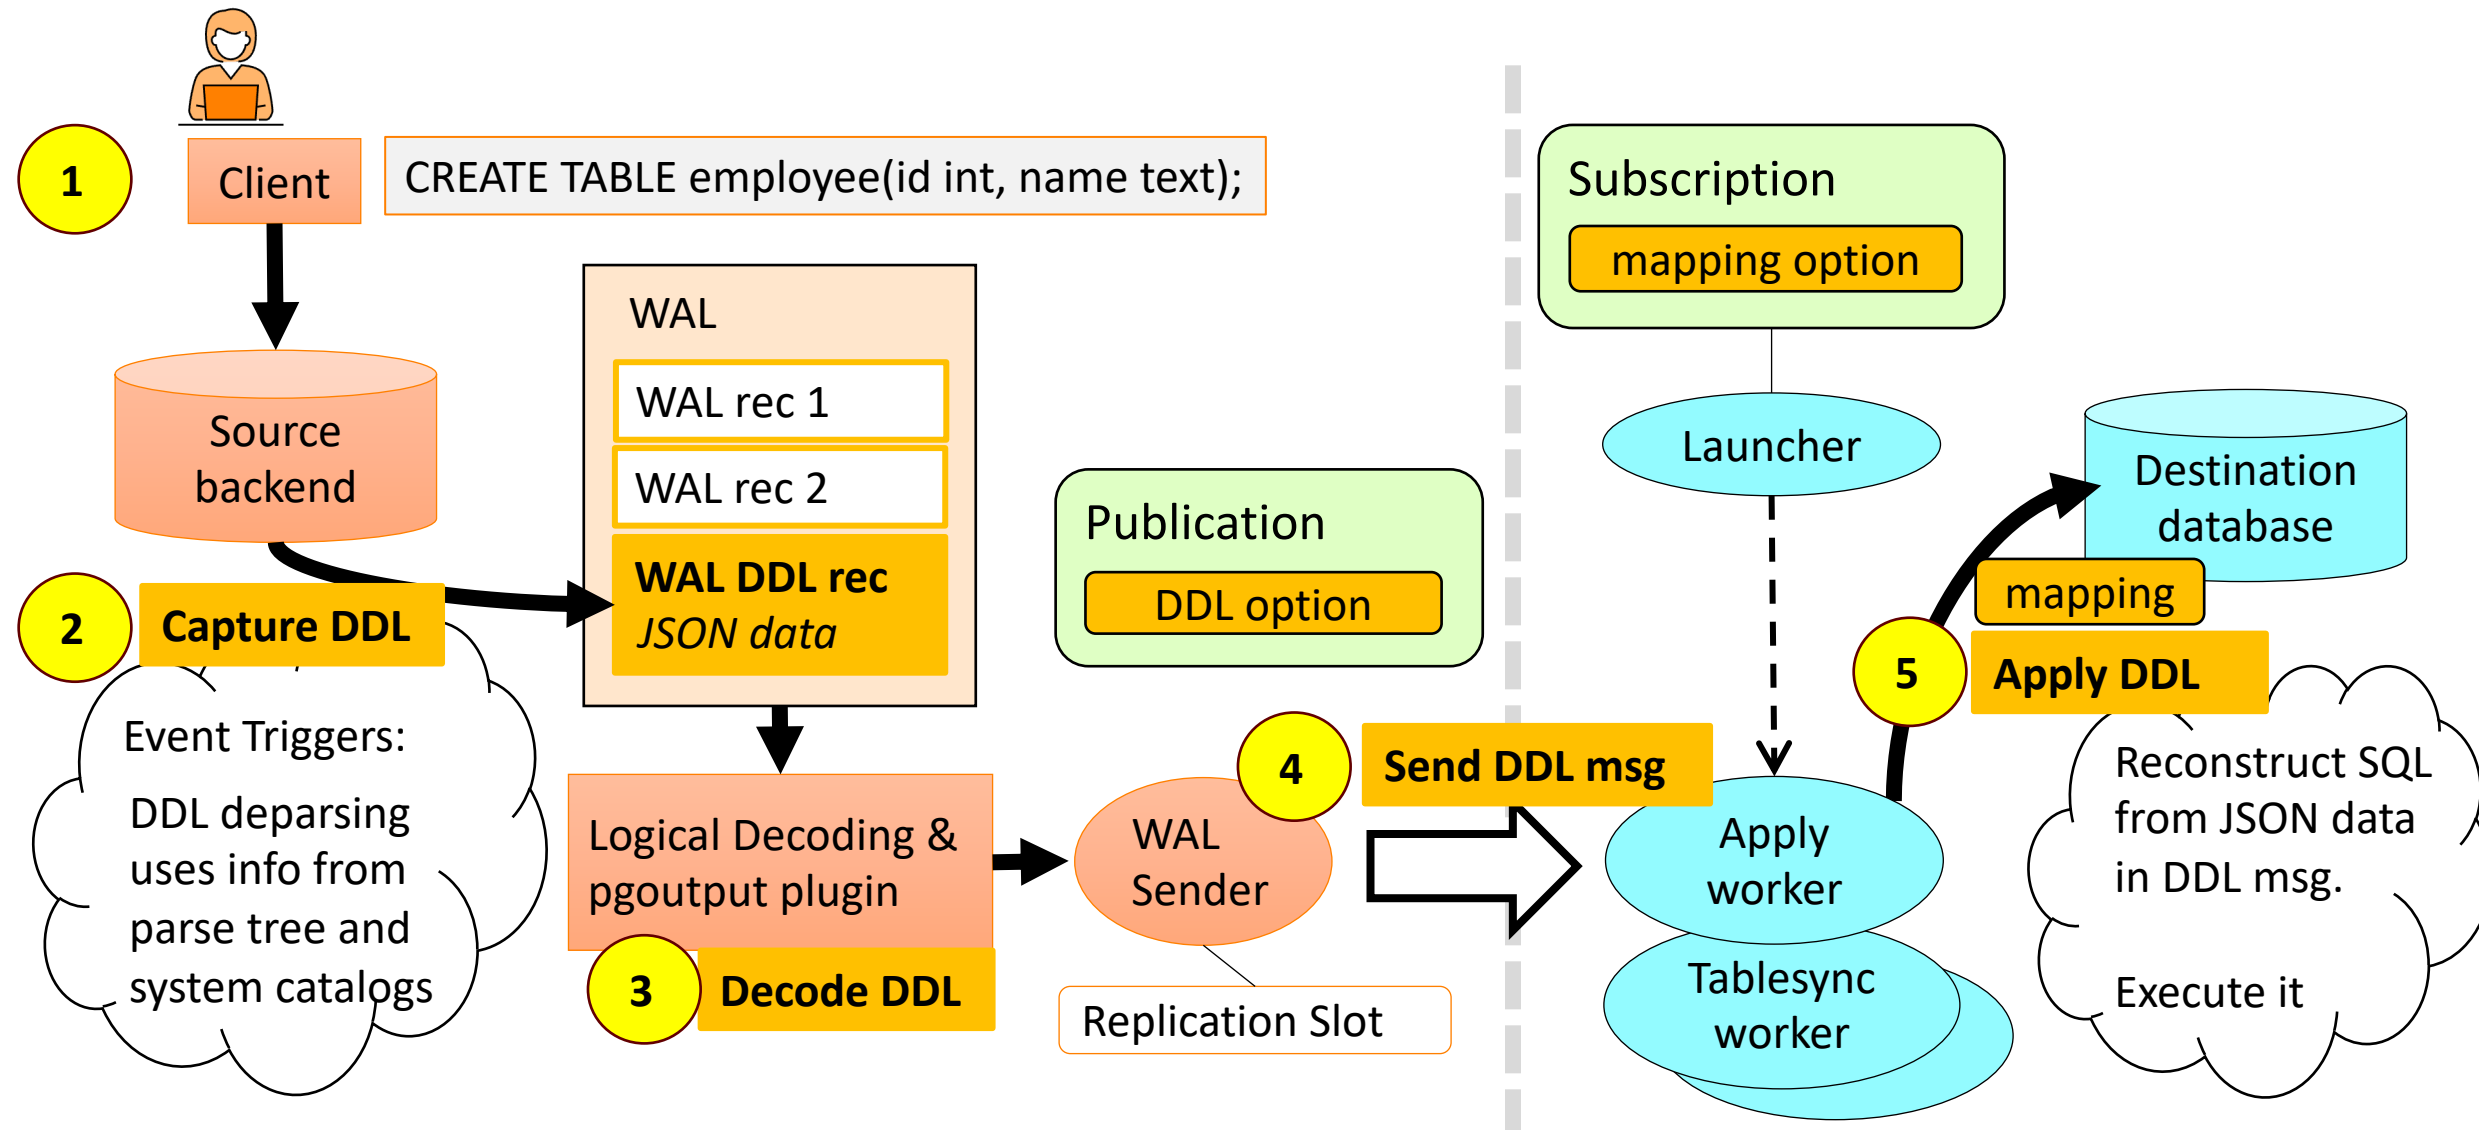 1
Client
CREATE TABLE employee(id int, name text);
Source
backend
2
Capture DDL
Event Triggers:
DDL deparsing
uses info from
parse tree and
system catalogs
WAL
WAL rec 1
WAL rec 2
WAL DDL rec
JSON data
Logical Decoding &
pgoutput plugin
3
Decode DDL
Publication
DDL option
WAL
Sender
Replication Slot
4
Send DDL msg
Subscription
mapping option
Launcher
Apply
worker
Tablesync
worker
Destination
database
mapping
5
Apply DDL
Reconstruct SQL
from JSON data
in DDL msg.
Execute it